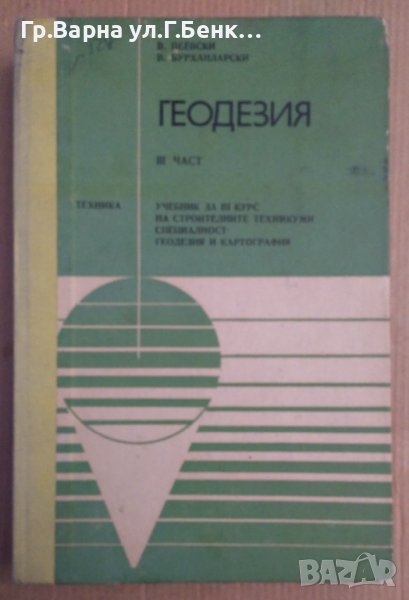 Гр.Варна ул.Г.Бенк...
В. ПЕЕВСКИ
В. БУРХАНЛАРСКИ
ГЕОДЕЗИЯ
III ЧАСТ
ТЕХНИКА
УЧЕБНИК ЗА III КУРС
НА СТРОИТЕЛНИТЕ ТЕХНИКУМИ
СПЕЦИАЛНОСТ
ГЕОДЕЗИЯ И КАРТОГРАФИЯ
BAZAR